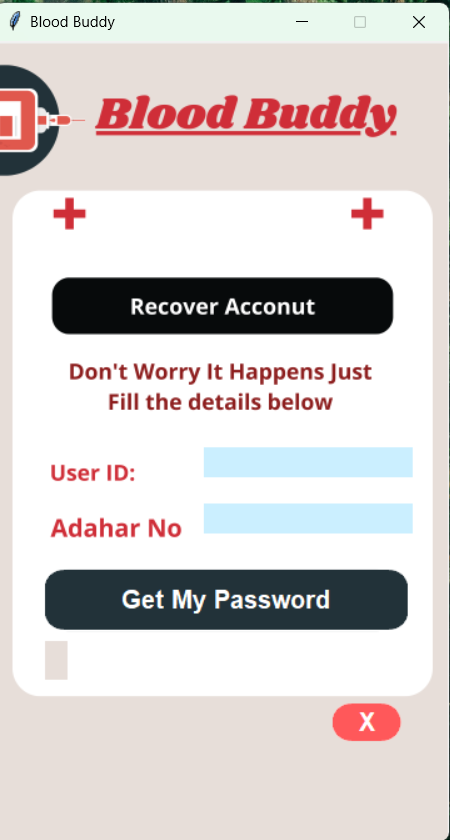 Blood Buddy
Blood Buddy
Recover Acconut
Don't Worry It Happens Just
Fill the details below
User ID:
Adahar No
Get My Password
X